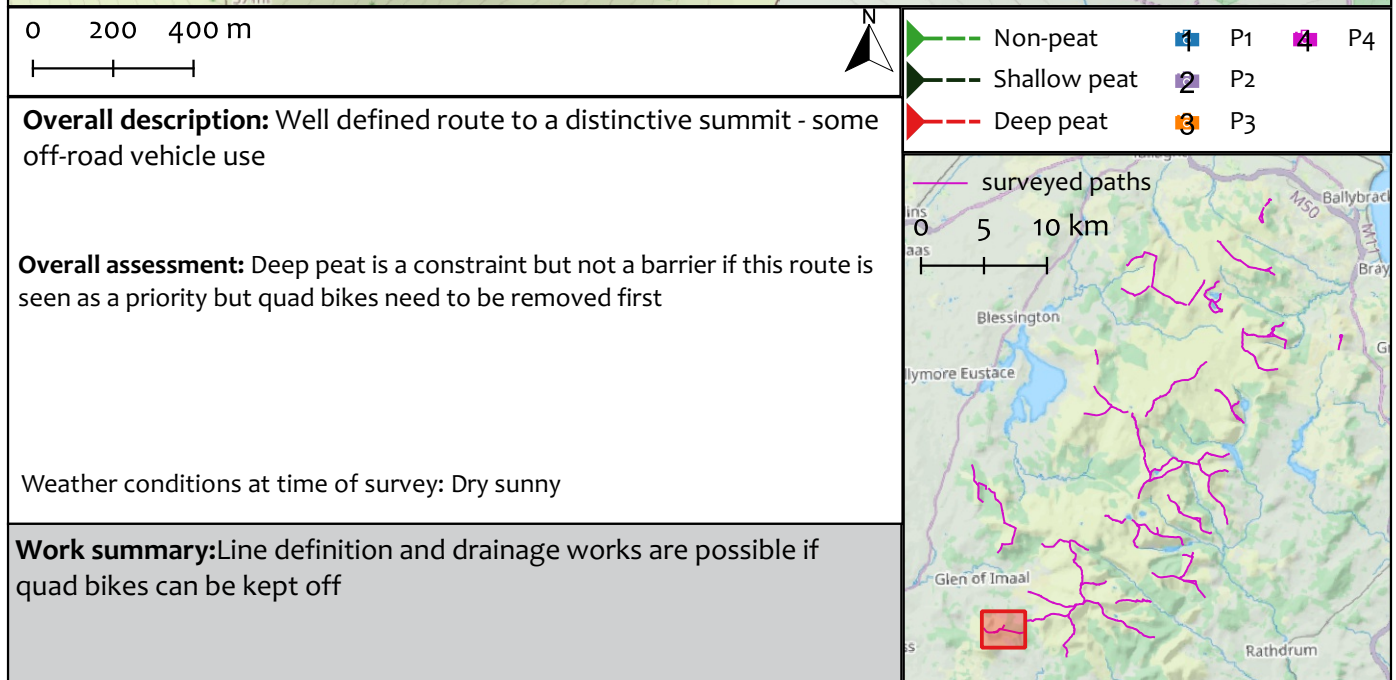 0 200 400 m
N
Non-peat
1 P1
4 P4
Shallow peat
2 P2
Deep peat
3 P3
Overall description: Well defined route to a distinctive summit - some
off-road vehicle use
Overall assessment: Deep peat is a constraint but not a barrier if this route is
seen as a priority but quad bikes need to be removed first
Weather conditions at time of survey: Dry sunny
Work summary:Line definition and drainage works are possible if
quad bikes can be kept off
surveyed paths
0 5 10 km
M50
Ballybrack
M11
Bray
aas
Blessington
llymore Eustace
Glen of Imaal
Rathdrum